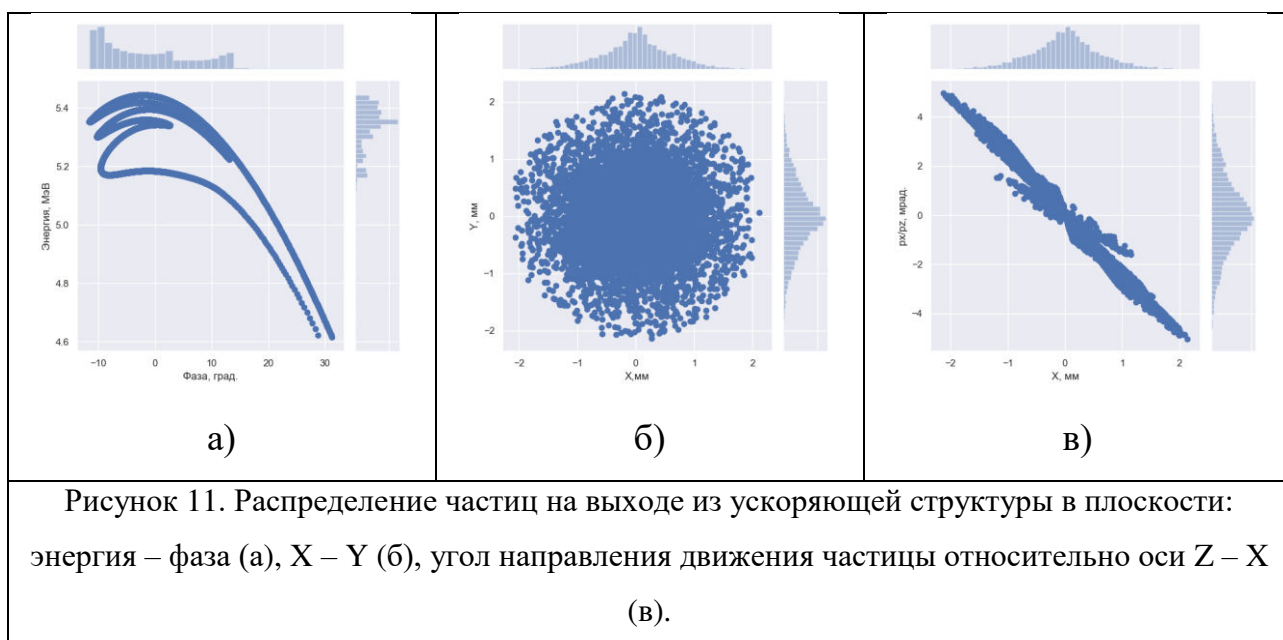 5.4
5.2
5.0
4.8
4.6
Энергия, МэВ
−10
0
10
20
30
Фаза, град.
а)
2
1
0
−1
−2
Y, мм
−2
−1
0
1
2
X,мм
б)
4
2
0
−2
−4
px/pz, мрад.
−2
−1
0
1
2
X, мм
в)
Рисунок 11. Распределение частиц на выходе из ускоряющей структуры в плоскости:
энергия – фаза (а), X – Y (б), угол направления движения частицы относительно оси Z – X
(в).